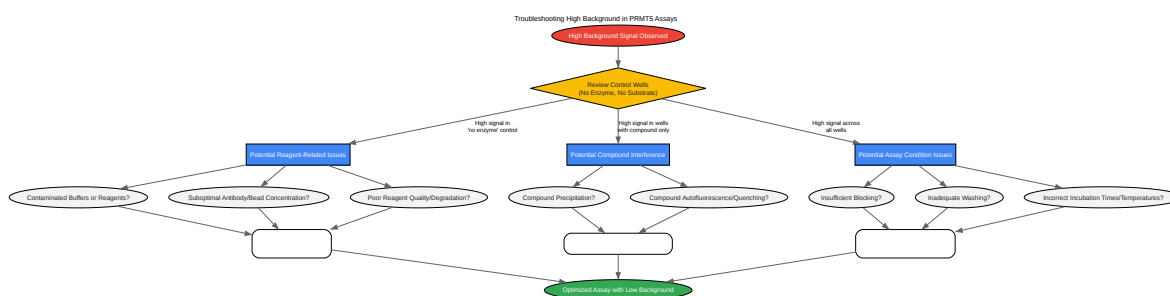 Troubleshooting High Background in PRMT5 Assays
High Background Signal Observed
Review Control Wells
(No Enzyme, No Substrate)
High signal in
'no-enzyme' control
High signal in wells
with compound only
High signal across
all wells
Potential Reagent-Related Issues
Potential Compound Interference
Potential Assay Condition Issues
Contaminated Buffers or Reagents?
Suboptimal Antibody/Bead Concentration?
Poor Reagent Quality/Degradation?
Compound Precipitation?
Compound Autofluorescence/Quenching?
Insufficient Blocking?
Inadequate Washing?
Incorrect Incubation Times/Temperatures?
Optimized Assay with Low Background